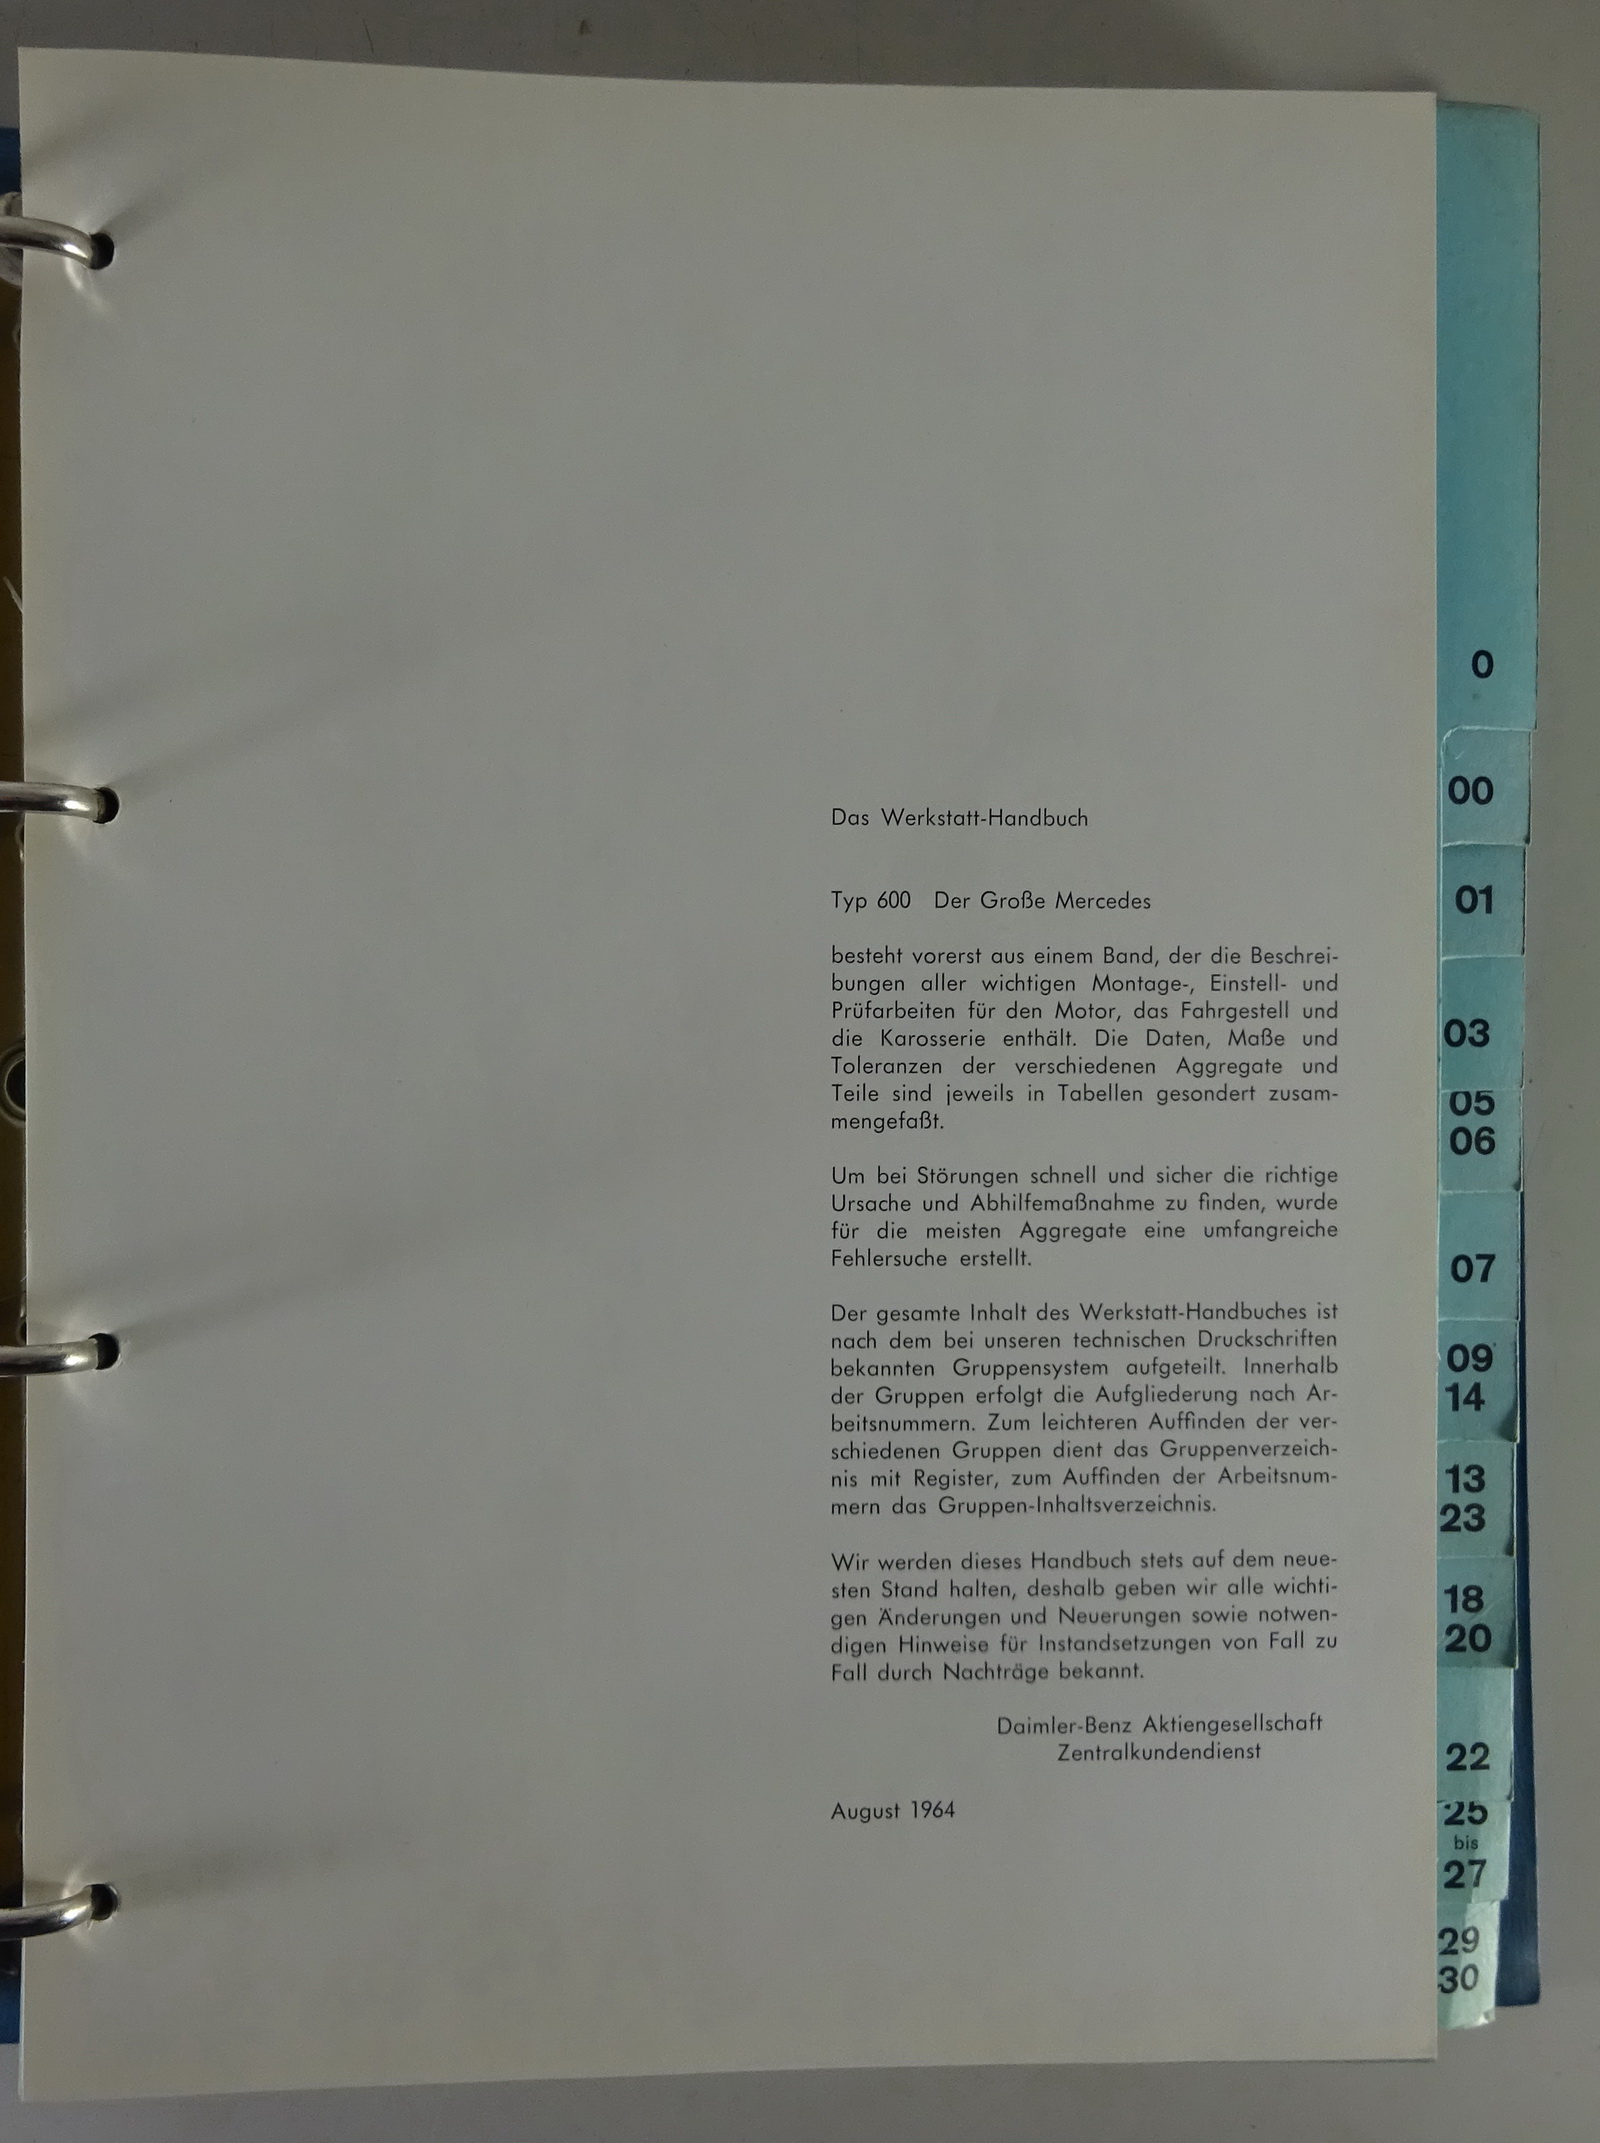 Das Werkstatt-Handbuch
Typ 600 Der Große Mercedes
besteht vorerst aus einem Band, der die Beschrei-
bungen aller wichtigen Montage-, Einstell- und
Prüfarbeiten für den Motor, das Fahrgestell und
die Karosserie enthält. Die Daten, Maße und
Toleranzen der verschiedenen Aggregate und
Teile sind jeweils in Tabellen gesondert zusam-
mengefaßt.
Um bei Störungen schnell und sicher die richtige
Ursache und Abhilfemaßnahme zu finden, wurde
für die meisten Aggregate eine umfangreiche
Fehlersuche erstellt.
Der gesamte Inhalt des Werkstatt-Handbuches ist
nach dem bei unseren technischen Druckschriften
bekannten Gruppensystem aufgeteilt. Innerhalb
der Gruppen erfolgt die Aufgliederung nach Ar-
beitsnummern. Zum leichteren Auffinden der ver-
schiedenen Gruppen dient das Gruppenverzeich-
nis mit Register, zum Auffinden der Arbeitsnum-
mern das Gruppen-Inhaltsverzeichnis.
Wir werden dieses Handbuch stets auf dem neue-
sten Stand halten, deshalb geben wir alle wichti-
gen Änderungen und Neuerungen sowie notwen-
digen Hinweise für Instandsetzungen von Fall zu
Fall durch Nachträge bekannt.
Daimler-Benz Aktiengesellschaft
Zentralkundendienst
August 1964
0
00
01
03
05
06
07
09
14
13
23
18
20
22
25
bis
27
29
30